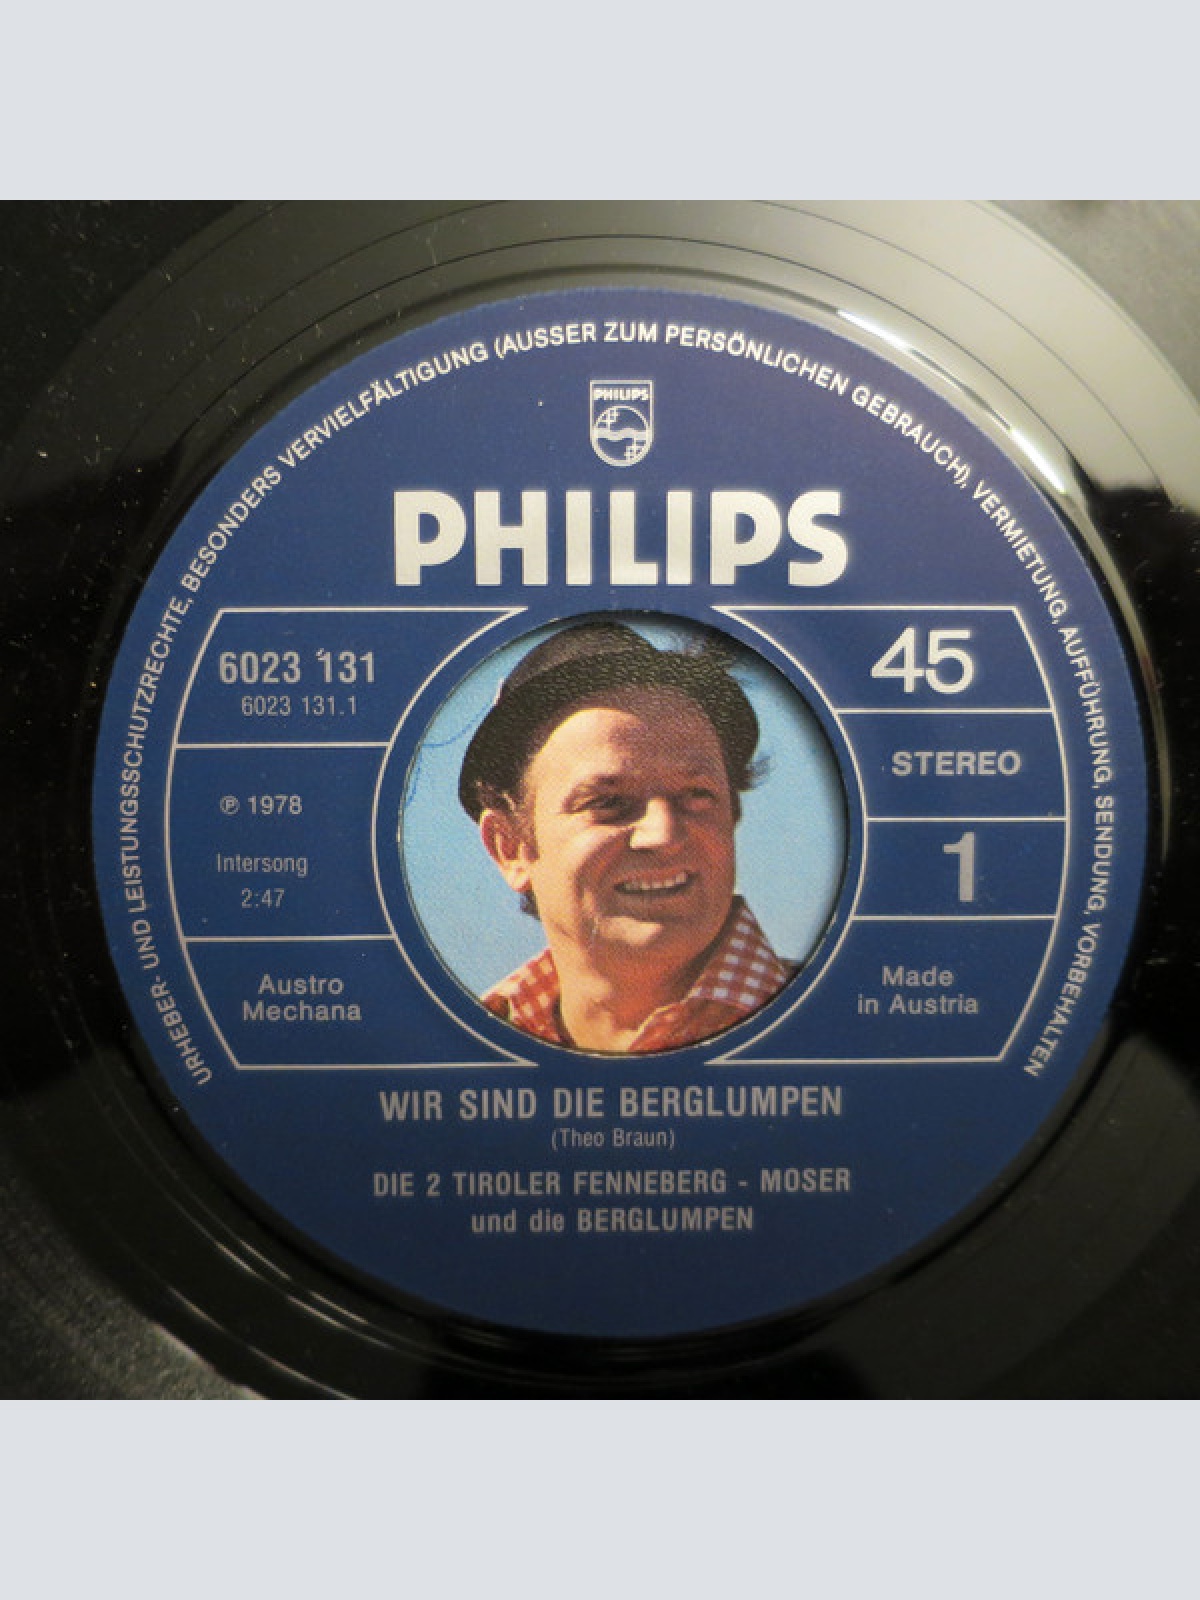 URHEBER- UND LEISTUNGSSCHUTZRECHTE, BESONDERS VERVIELFÄLTIGUNG (AUSSER ZUM PERSÖNLICHEN GEBRAUCH), VERMIETUNG, AUFFÜHRUNG, SENDUNG, VORBEHALTEN
PHILIPS
PHILIPS
6023 131
6023 131.1
℗ 1978
Intersong
2:47
Austro
Mechana
45
STEREO
1
Made
in Austria
WIR SIND DIE BERGLUMPEN
(Theo Braun)
DIE 2 TIROLER FENNEBERG - MOSER
und die BERGLUMPEN